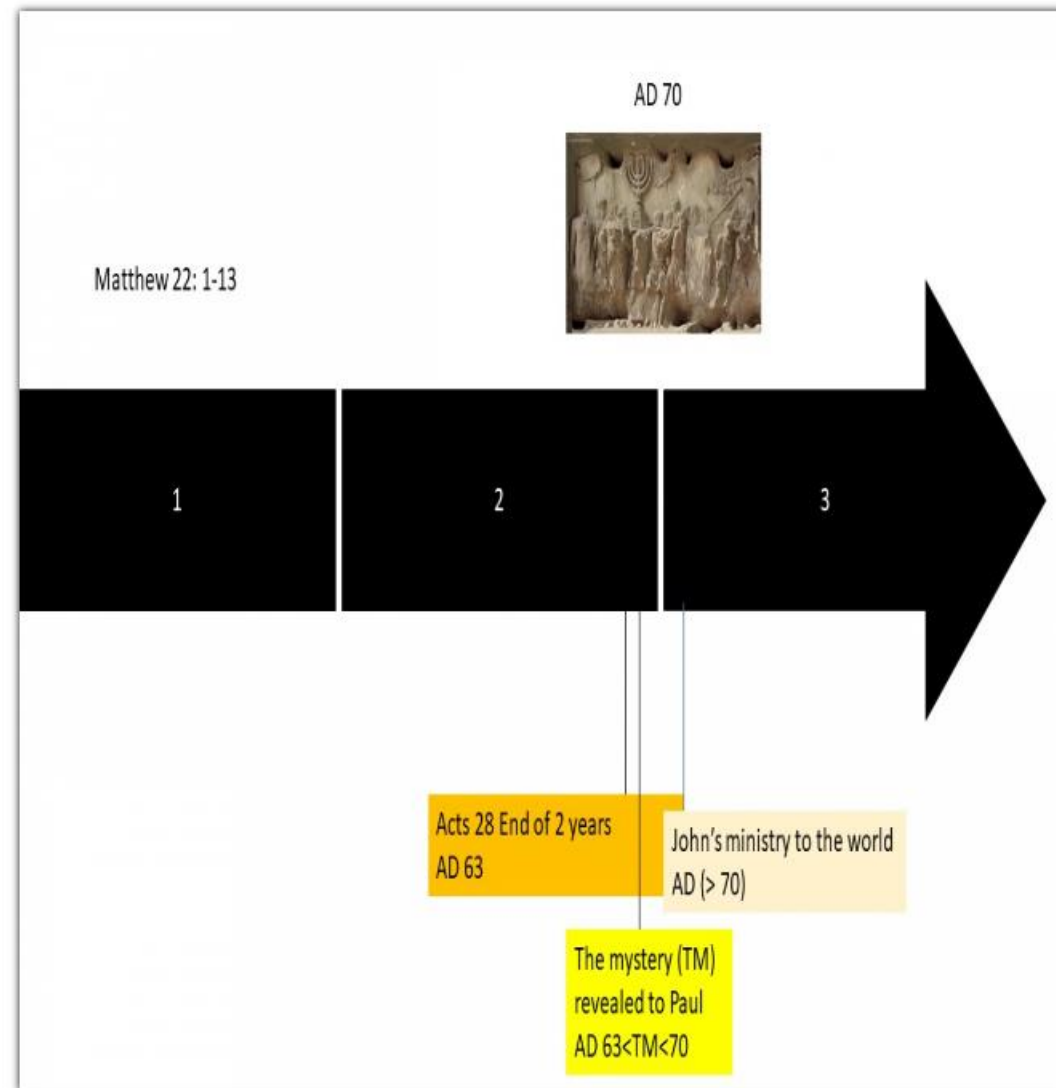 AD 70
Matthew 22: 1-13
1
2
3
Acts 28 End of 2 years
AD 63
John's ministry to the world
AD (> 70)
The mystery (TM)
revealed to Paul
AD 63<TM<70